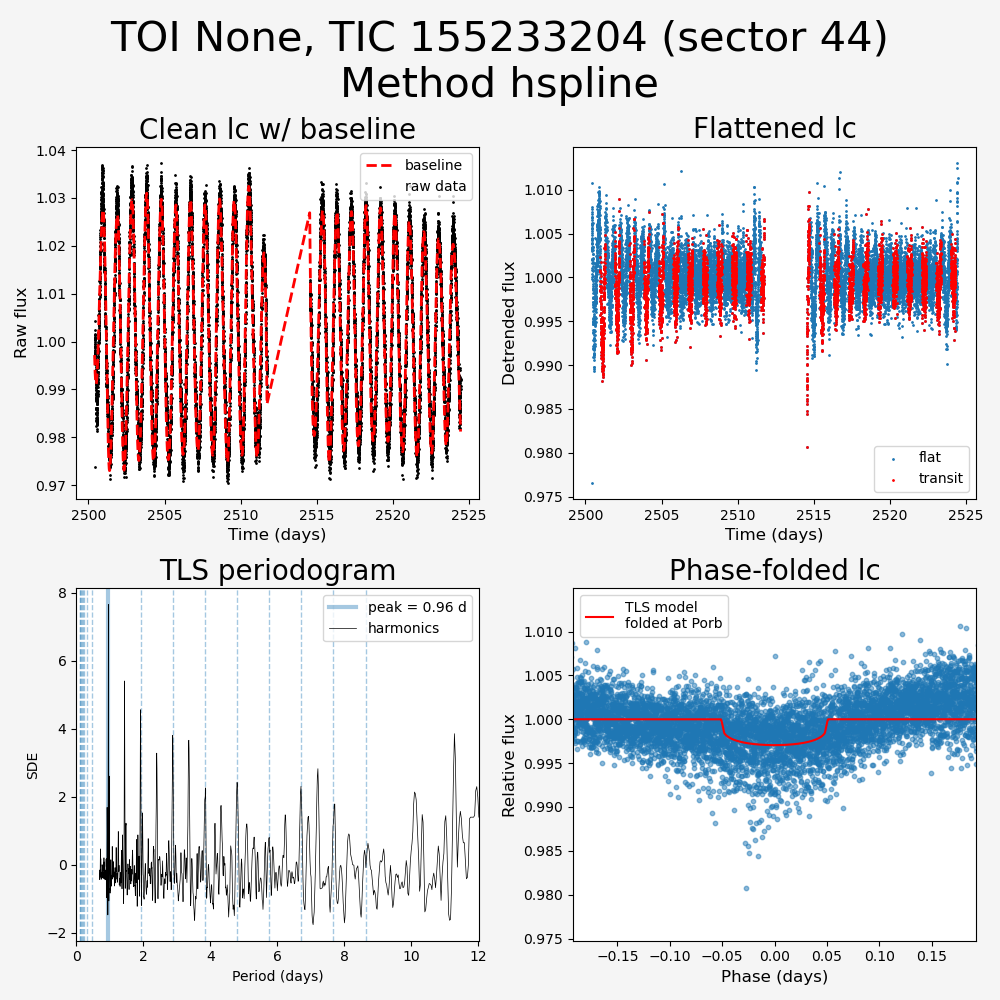 TOI None, TIC 155233204 (sector 44)
Method hspline
Clean lc w/ baseline
Raw flux
1.04
1.03
1.02
1.01
1.00
0.99
0.98
0.97
baseline
raw data
2500
2505
2510
2515
2520
2525
Time (days)
Flattened lc
Detrended flux
1.010
1.005
1.000
0.995
0.990
0.985
0.980
0.975
flat
transit
2500
2505
2510
2515
2520
2525
Time (days)
TLS periodogram
SDE
8
6
4
2
0
−2
peak = 0.96 d
harmonics
0
2
4
6
8
10
12
Period (days)
Phase-folded lc
Relative flux
1.010
1.005
1.000
0.995
0.990
0.985
0.980
0.975
TLS model
folded at Porb
−0.15
−0.10
−0.05
0.00
0.05
0.10
0.15
Phase (days)